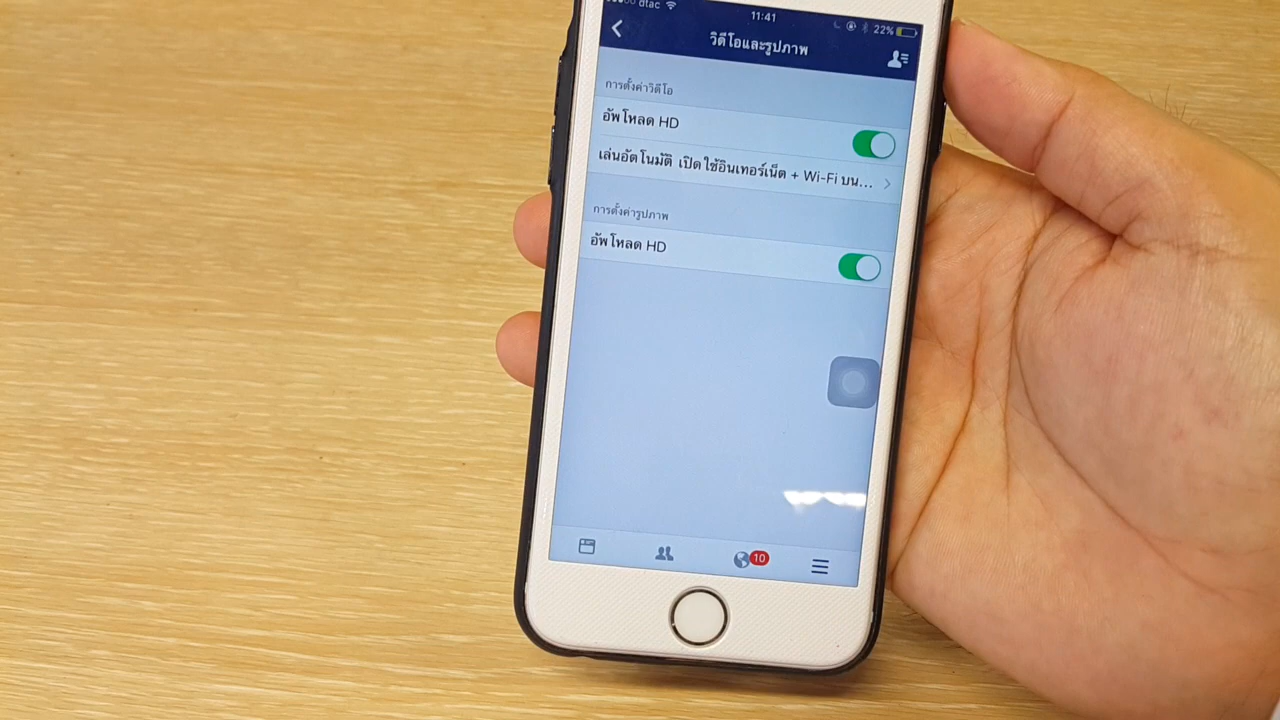 dtac 11:41 22%
วิดีโอและรูปภาพ
การตั้งค่าวิดีโอ
อัพโหลด HD
เล่นอัตโนมัติ เปิดใช้อินเทอร์เน็ต + Wi-Fi บน...
การตั้งค่ารูปภาพ
อัพโหลด HD
10